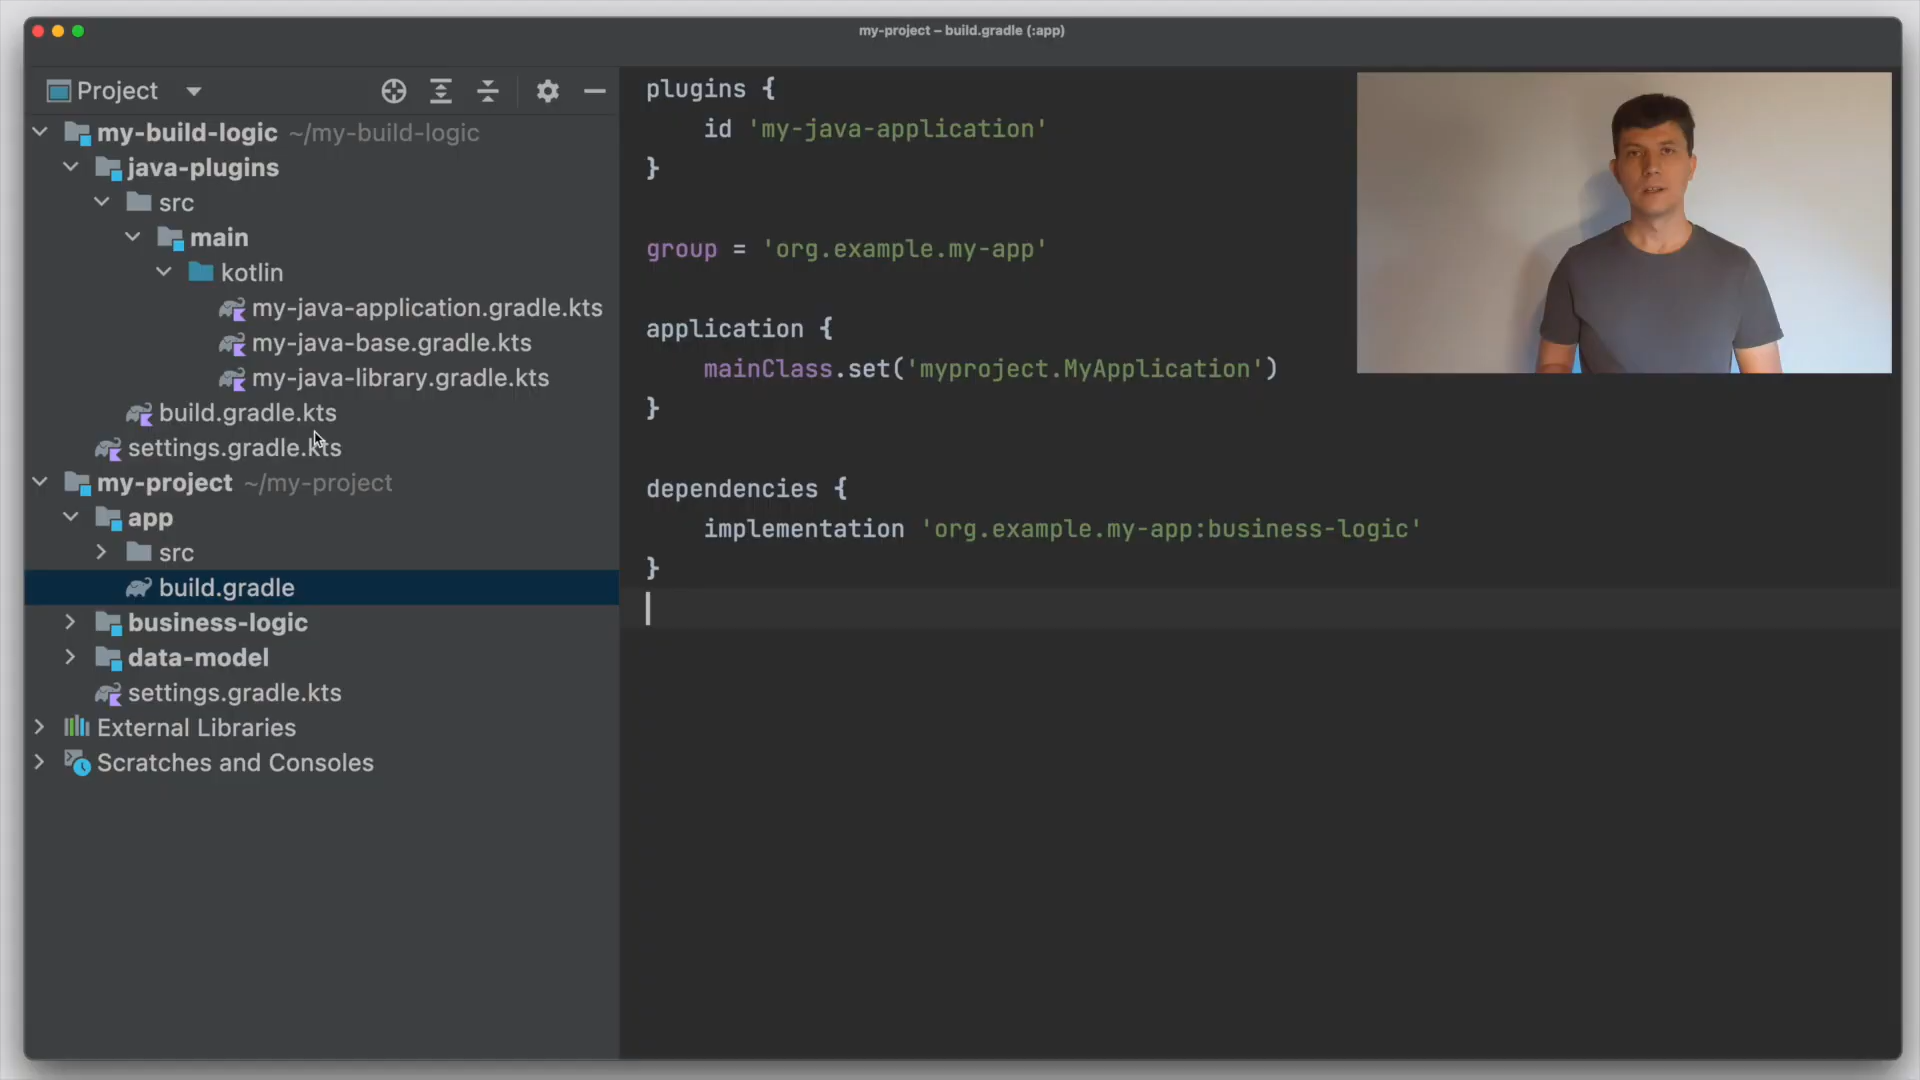 my-project – build.gradle (:app)
Project
my-build-logic ~/my-build-logic
java-plugins
src
main
kotlin
my-java-application.gradle.kts
my-java-base.gradle.kts
my-java-library.gradle.kts
build.gradle.kts
settings.gradle.kts
my-project ~/my-project
app
src
build.gradle
business-logic
data-model
settings.gradle.kts
External Libraries
Scratches and Consoles
plugins {
    id 'my-java-application'
}
group = 'org.example.my-app'
application {
    mainClass.set('myproject.MyApplication')
}
dependencies {
    implementation 'org.example.my-app:business-logic'
}